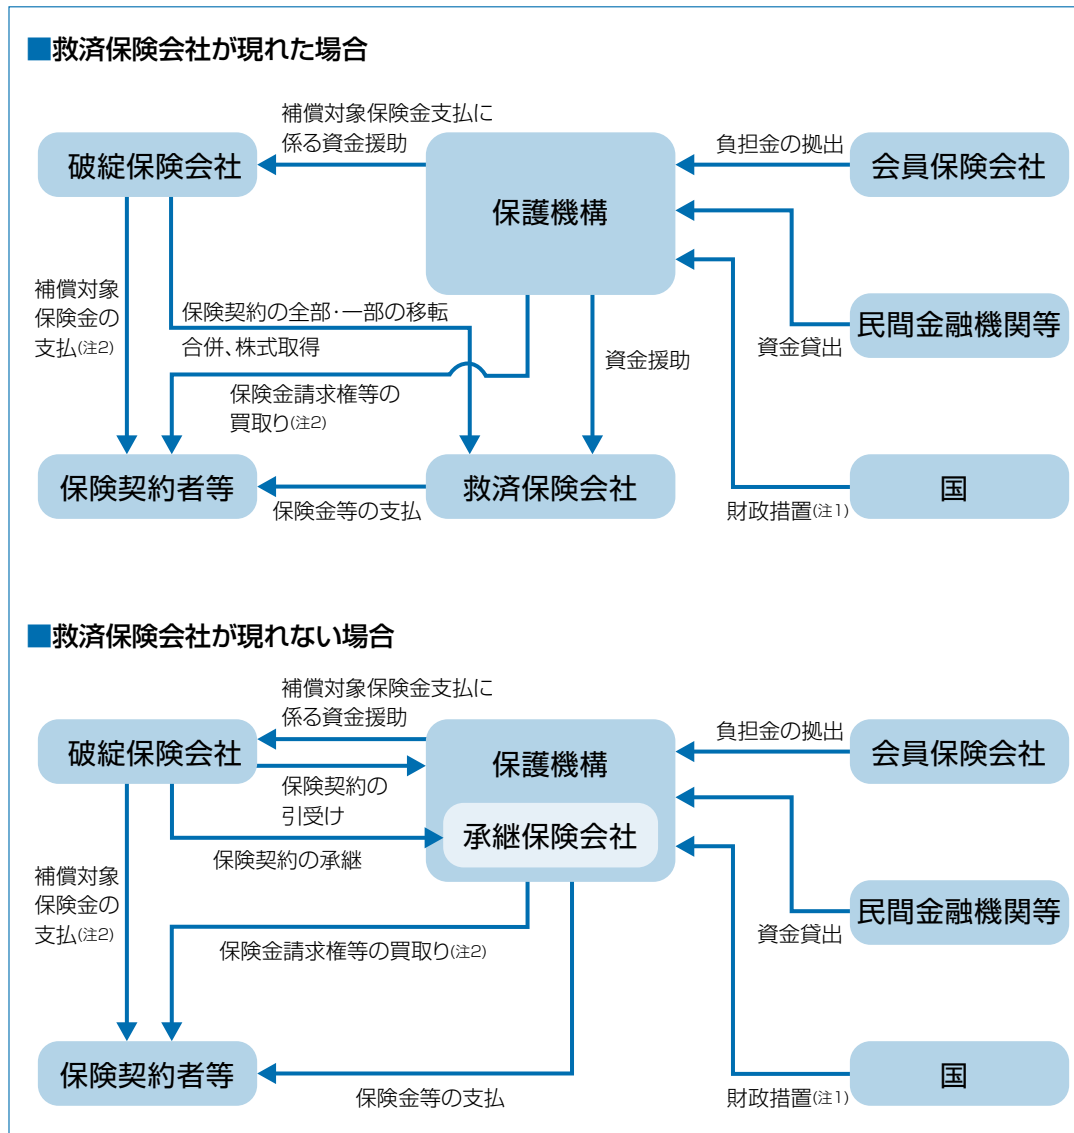 ■救済保険会社が現れた場合
補償対象保険金支払に
係る資金援助
負担金の拠出
破綻保険会社
保護機構
会員保険会社
補償対象
保険金の
支払(注2)
保険契約の全部・一部の移転
合併、株式取得
保険金請求権等の
買取り(注2)
資金援助
民間金融機関等
資金貸出
保険契約者等
保険金等の支払
救済保険会社
国
財政措置(注1)
■救済保険会社が現れない場合
補償対象保険金支払に
係る資金援助
負担金の拠出
破綻保険会社
保護機構
会員保険会社
保険契約の
引受け
承継保険会社
保険契約の承継
補償対象
保険金の
支払(注2)
保険金請求権等の買取り(注2)
民間金融機関等
資金貸出
保険契約者等
保険金等の支払
国
財政措置(注1)